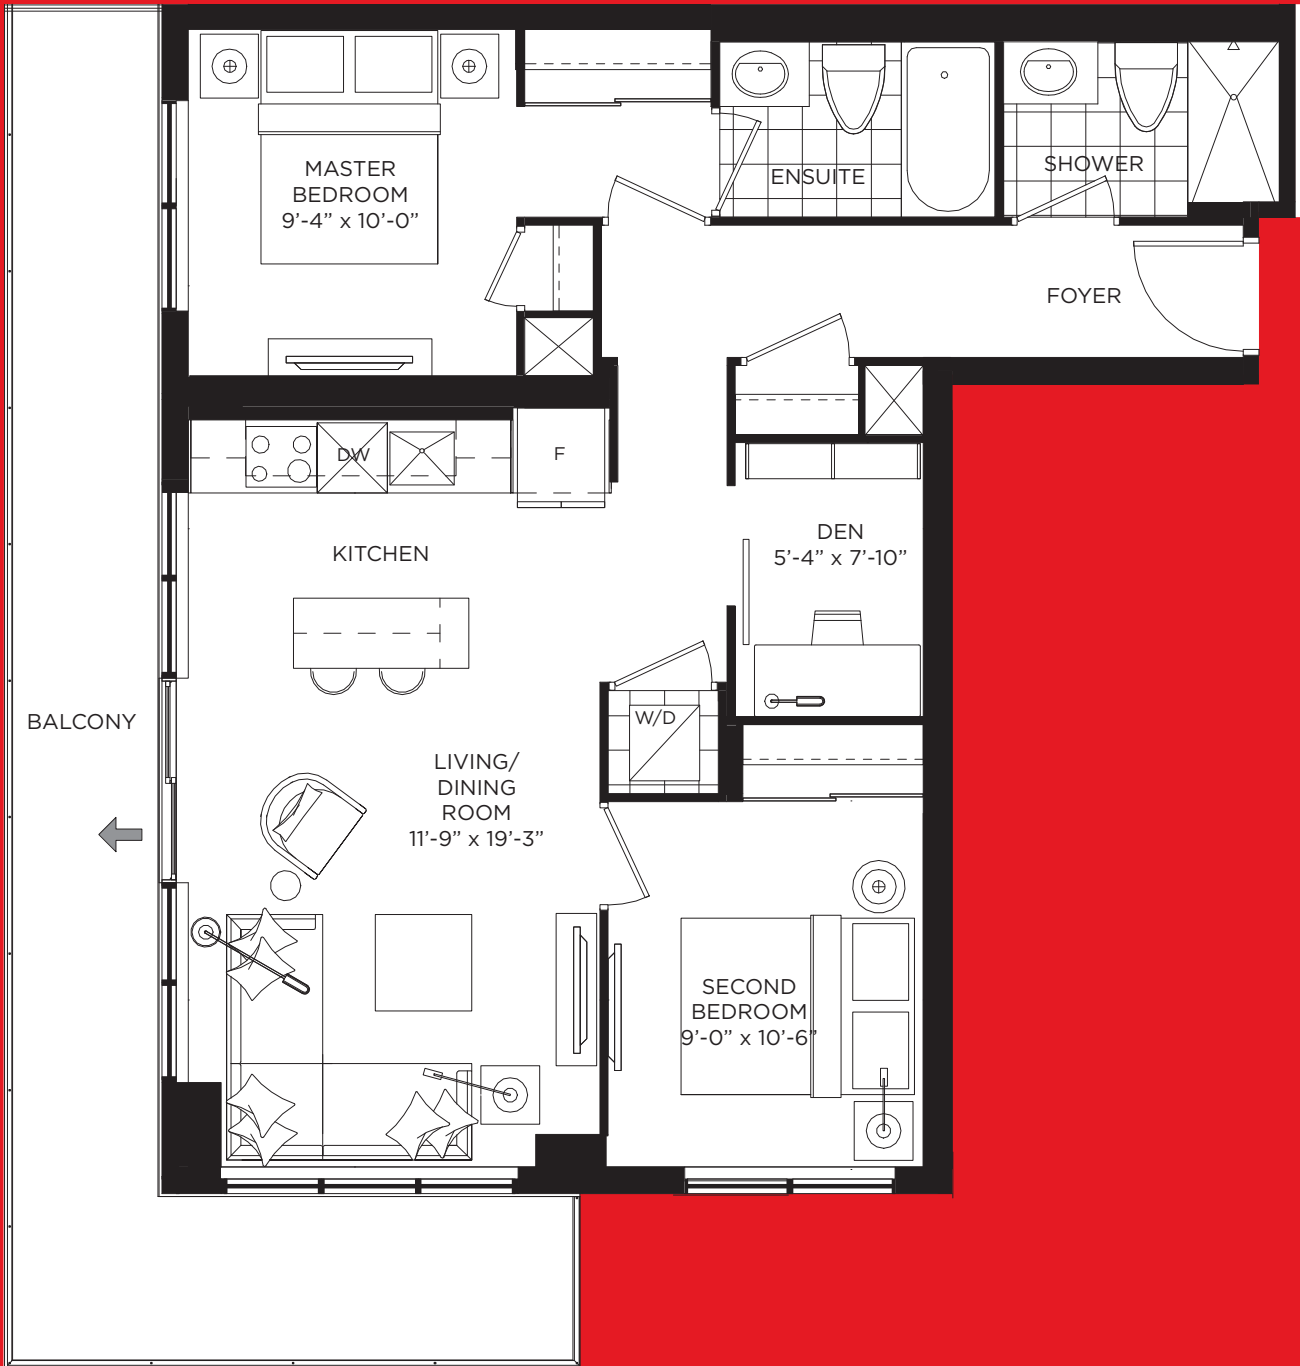 MASTER
BEDROOM
9'-4” x 10'-0”
ENSUITE
SHOWER
FOYER
DW
F
KITCHEN
DEN
5'-4” x 7'-10”
BALCONY
W/D
LIVING/
DINING
ROOM
11'-9” x 19'-3”
SECOND
BEDROOM
9'-0” x 10'-6”